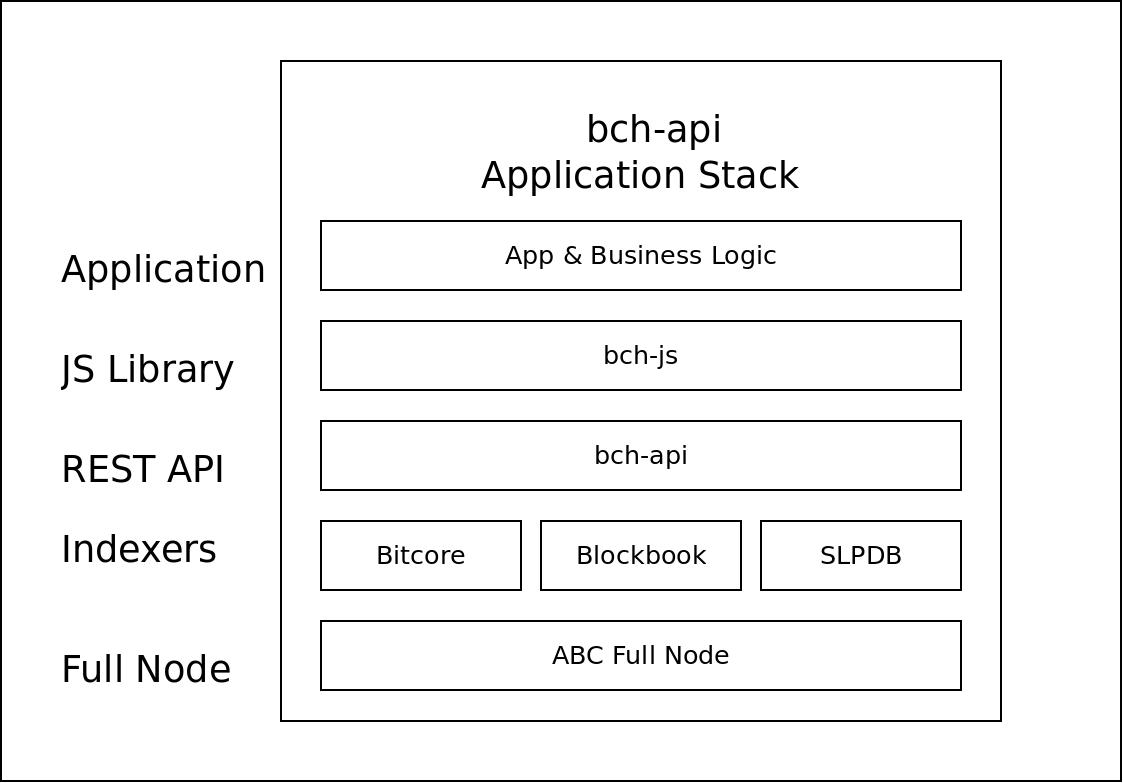 bch-api
Application Stack
Application
App & Business Logic
JS Library
bch-js
REST API
bch-api
Indexers
Bitcore
Blockbook
SLPDB
Full Node
ABC Full Node